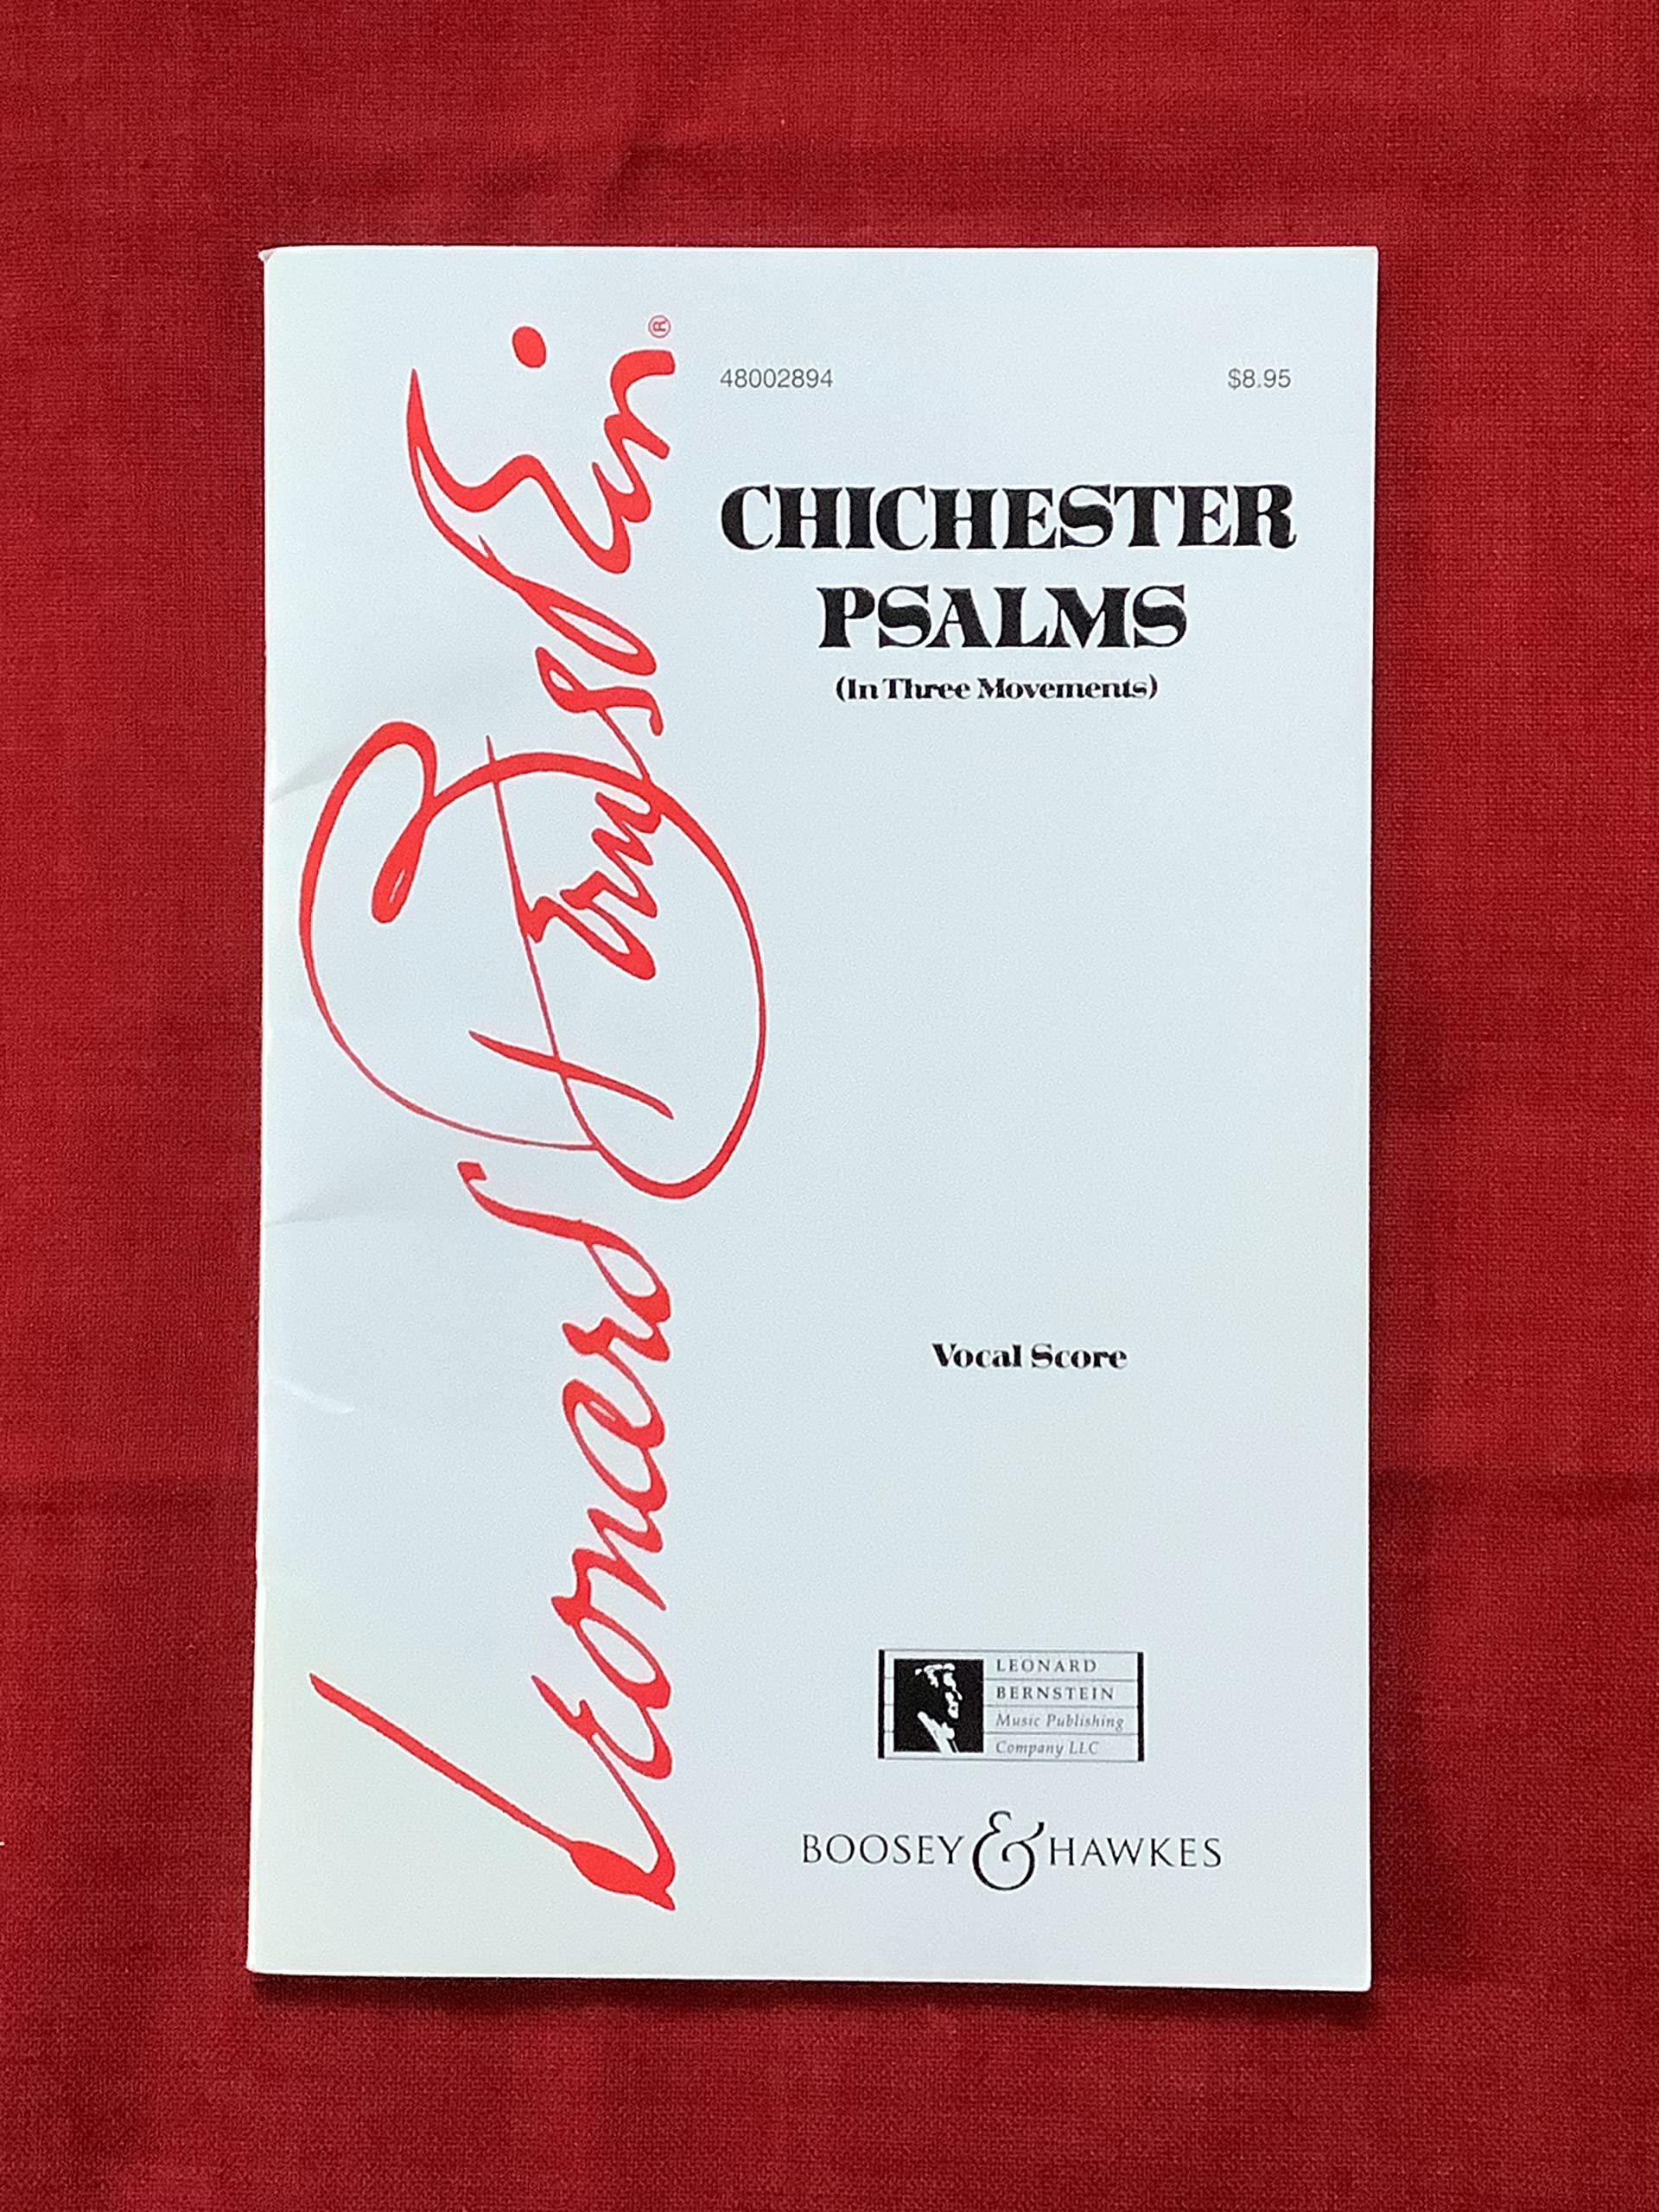 Leonard Bernstein®
48002894 $8.95
CHICHESTER
PSALMS
(In Three Movements)
Vocal Score
LEONARD
BERNSTEIN
Music Publishing
Company LLC
BOOSEY & HAWKES